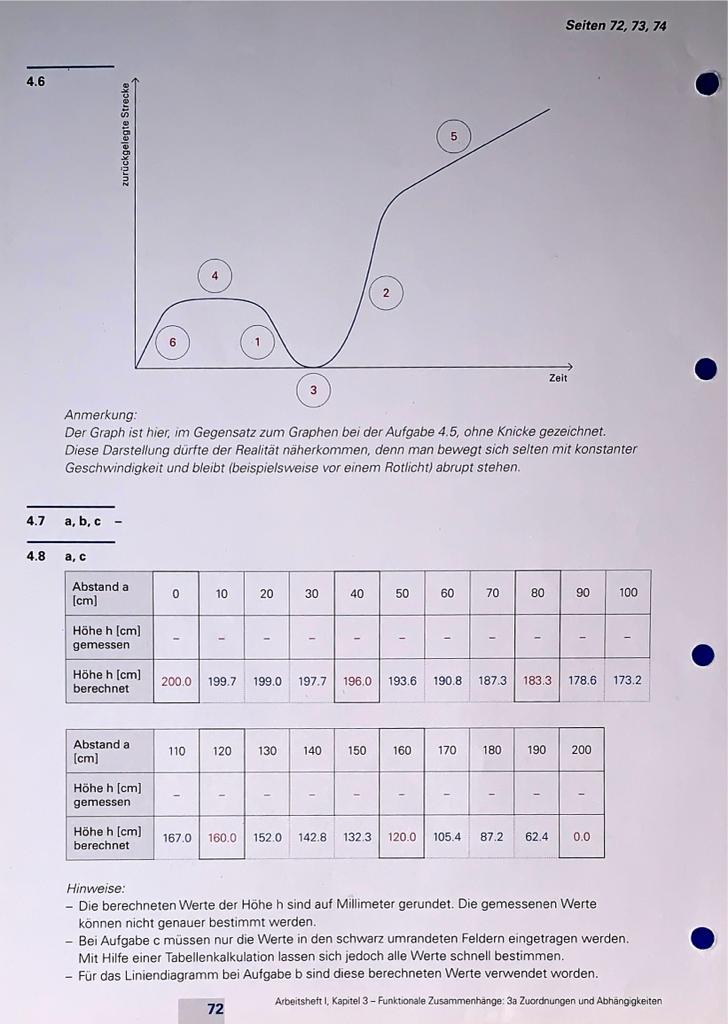 Seiten 72, 73, 74
4.6
zurückgelegte Strecke
5
4
2
6
1
Zeit
3
Anmerkung:
Der Graph ist hier, im Gegensatz zum Graphen bei der Aufgabe 4.5, ohne Knicke gezeichnet.
Diese Darstellung dürfte der Realität näherkommen, denn man bewegt sich selten mit konstanter
Geschwindigkeit und bleibt (beispielsweise vor einem Rotlicht) abrupt stehen.
4.7 a, b, c –
4.8 a, c
Abstand a [cm] 0 10 20 30 40 50 60 70 80 90 100
Höhe h [cm] gemessen – – – – – – – – – – –
Höhe h [cm] berechnet 200.0 199.7 199.0 197.7 196.0 193.6 190.8 187.3 183.3 178.6 173.2
Abstand a [cm] 110 120 130 140 150 160 170 180 190 200
Höhe h [cm] gemessen – – – – – – – – – –
Höhe h [cm] berechnet 167.0 160.0 152.0 142.8 132.3 120.0 105.4 87.2 62.4 0.0
Hinweise:
– Die berechneten Werte der Höhe h sind auf Millimeter gerundet. Die gemessenen Werte
können nicht genauer bestimmt werden.
– Bei Aufgabe c müssen nur die Werte in den schwarz umrandeten Feldern eingetragen werden.
Mit Hilfe einer Tabellenkalkulation lassen sich jedoch alle Werte schnell bestimmen.
– Für das Liniendiagramm bei Aufgabe b sind diese berechneten Werte verwendet worden.
72 Arbeitsheft I, Kapitel 3 – Funktionale Zusammenhänge: 3a Zuordnungen und Abhängigkeiten